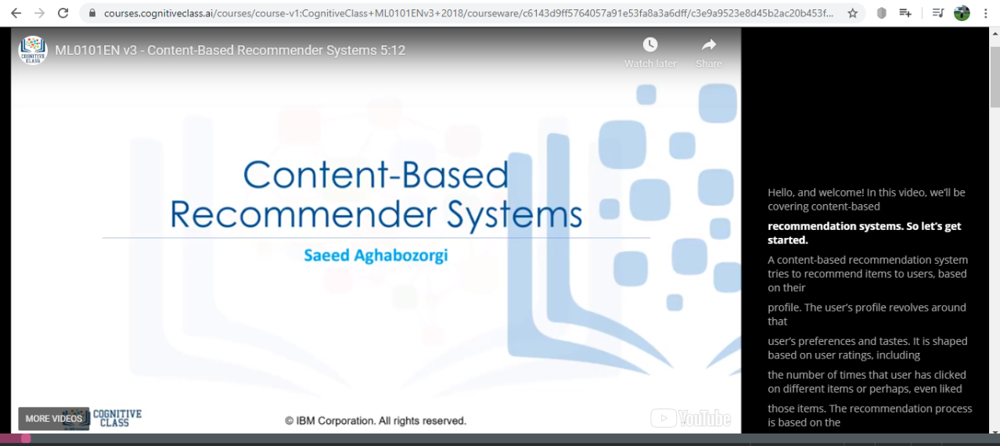 courses.cognitiveclass.ai/courses/course-v1:CognitiveClass+ML0101ENv3+2018/courseware/c6143d9ff5764057a91e53fa8a3a6dff/c3e9a9523e8d45b2ac20b453f...
COGNITIVE
CLASS
ML0101EN v3 - Content-Based Recommender Systems 5:12
Watch later
Share
Content-Based
Recommender Systems
Saeed Aghabozorgi
MORE VIDEOS
COGNITIVE
CLASS
© IBM Corporation. All rights reserved.
YouTube
Hello, and welcome! In this video, we’ll be
covering content-based
recommendation systems. So let’s get
started.
A content-based recommendation system
tries to recommend items to users, based
on their
profile. The user’s profile revolves around
that
user’s preferences and tastes. It is shaped
based on user ratings, including
the number of times that user has clicked
on different items or perhaps, even liked
those items. The recommendation process
is based on the